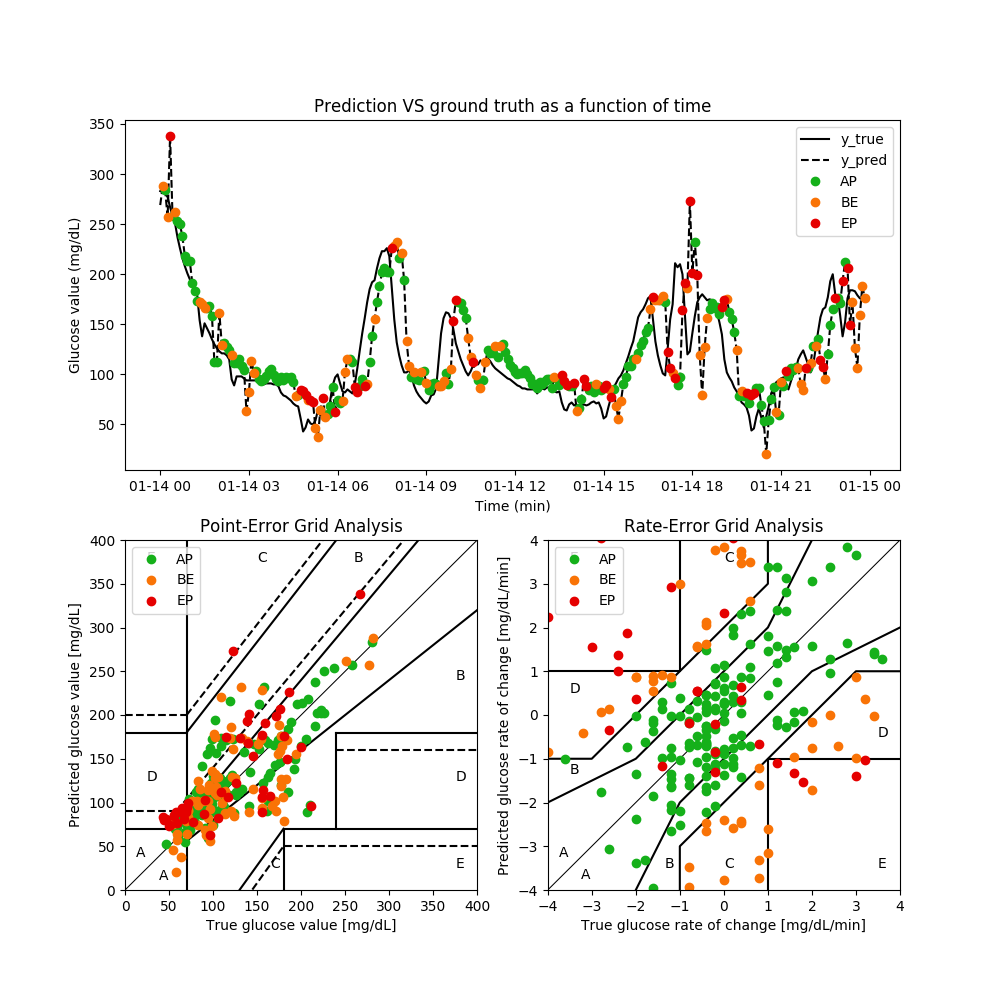 Prediction VS ground truth as a function of time
Glucose value (mg/dL)
350
300
250
200
150
100
50
y_true
y_pred
AP
BE
EP
01-14 00 01-14 03 01-14 06 01-14 09 01-14 12 01-14 15 01-14 18 01-14 21 01-15 00
Time (min)
Point-Error Grid Analysis
Predicted glucose value [mg/dL]
400
350
300
250
200
150
100
50
0
AP
BE
EP
C
B
B
D
D
A
A
C
E
0 50 100 150 200 250 300 350 400
True glucose value [mg/dL]
Rate-Error Grid Analysis
Predicted glucose rate of change [mg/dL/min]
4
3
2
1
0
−1
−2
−3
−4
AP
BE
EP
C
D
D
B
A
A
B
C
E
−4 −3 −2 −1 0 1 2 3 4
True glucose rate of change [mg/dL/min]